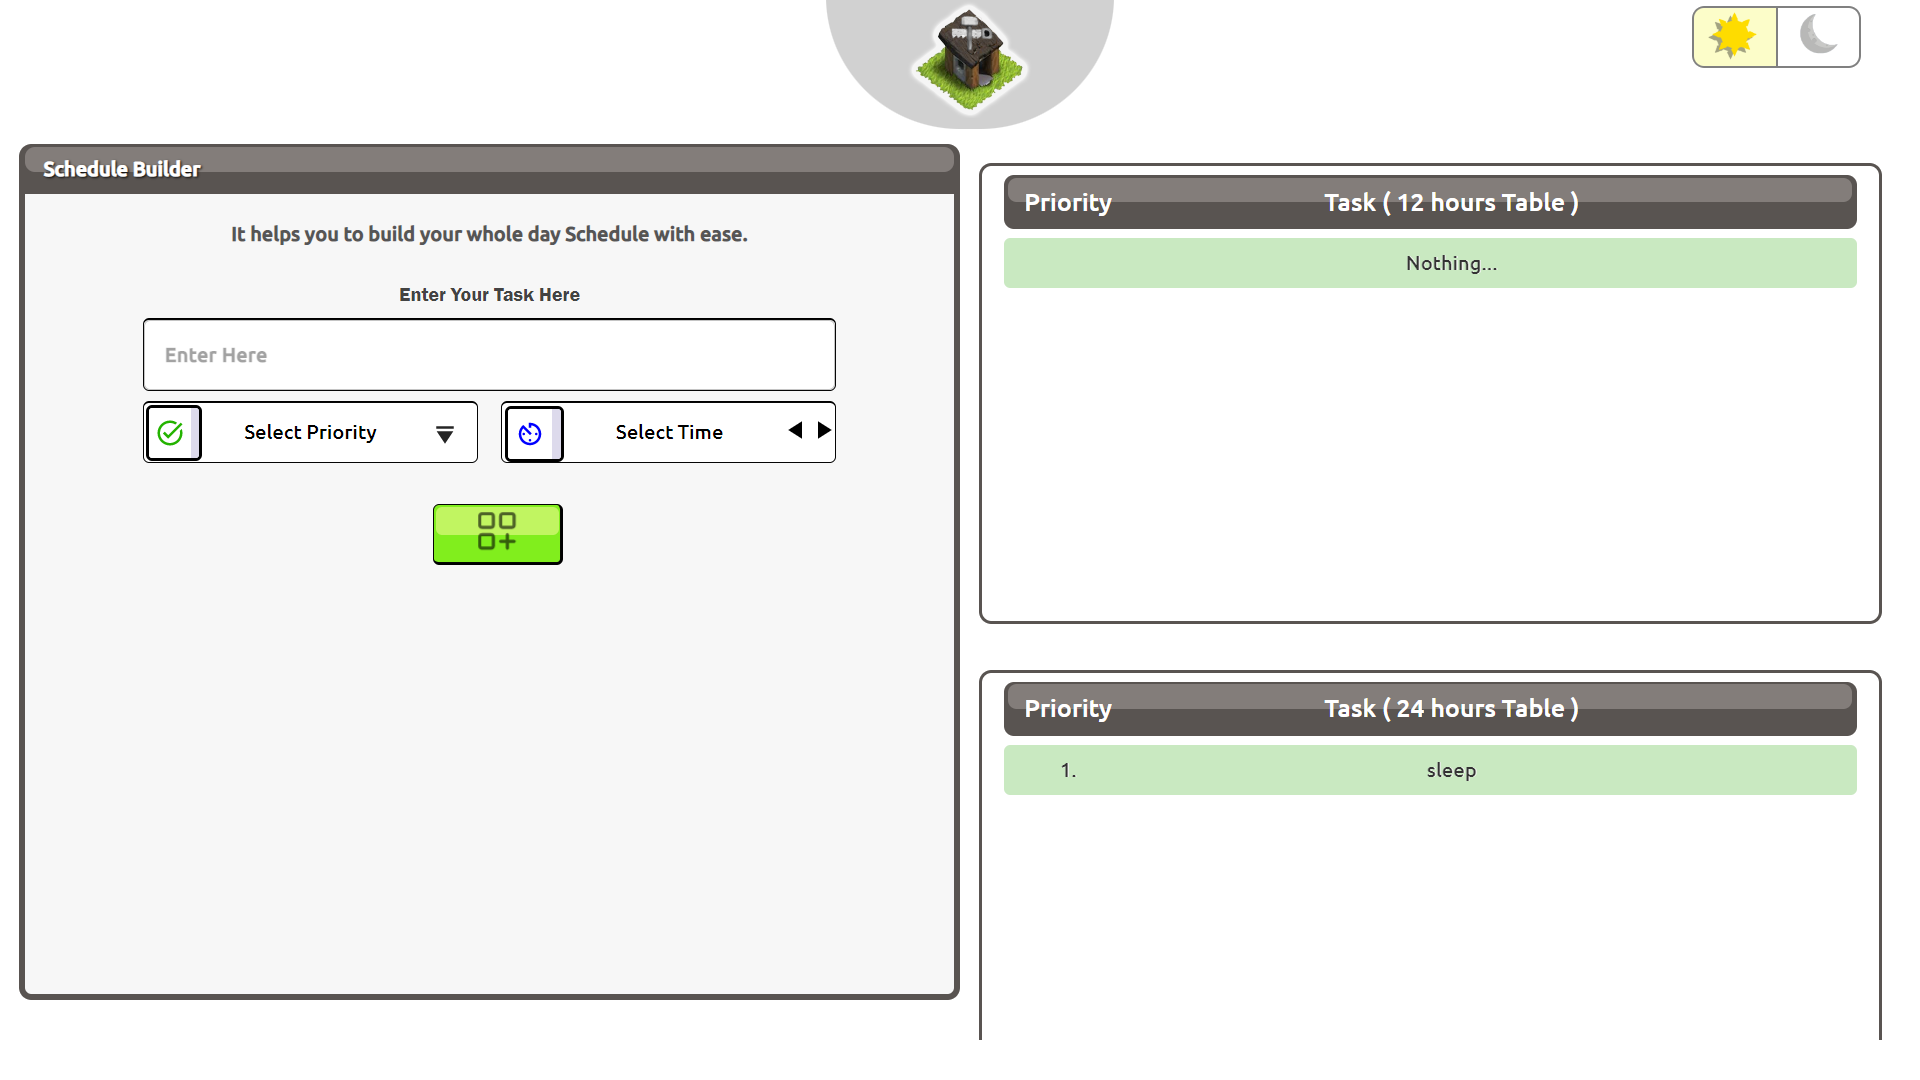 Schedule Builder
It helps you to build your whole day Schedule with ease.
Enter Your Task Here
Enter Here
Select Priority
Select Time
Priority Task ( 12 hours Table )
Nothing...
Priority Task ( 24 hours Table )
1. sleep